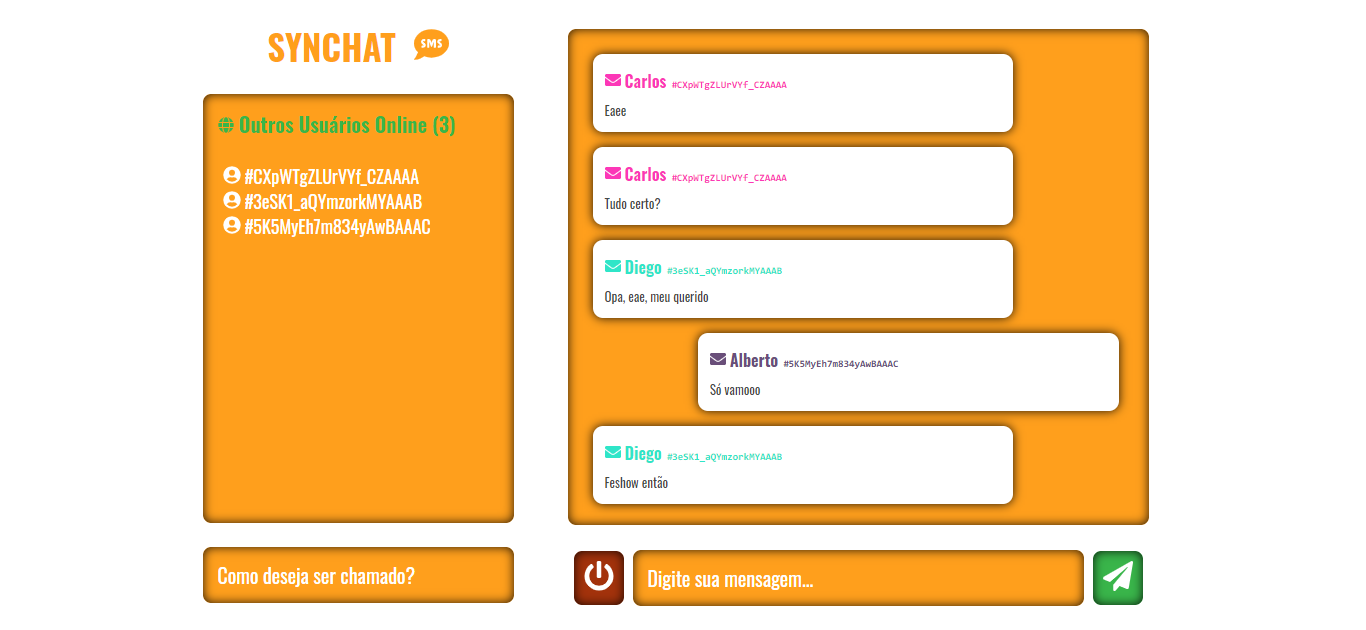 SYNCHAT SMS
Outros Usuários Online (3)
#CXpWTgZLUrVYf_CZAAAA
#3eSK1_aQYmzorkMYAAAB
#5K5MyEh7m834yAwBAAAC
Como deseja ser chamado?
Carlos #CXpWTgZLUrVYf_CZAAAA
Eaee
Carlos #CXpWTgZLUrVYf_CZAAAA
Tudo certo?
Diego #3eSK1_aQYmzorkMYAAAB
Opa, eae, meu querido
Alberto #5K5MyEh7m834yAwBAAAC
Só vamooo
Diego #3eSK1_aQYmzorkMYAAAB
Feshow então
Digite sua mensagem...